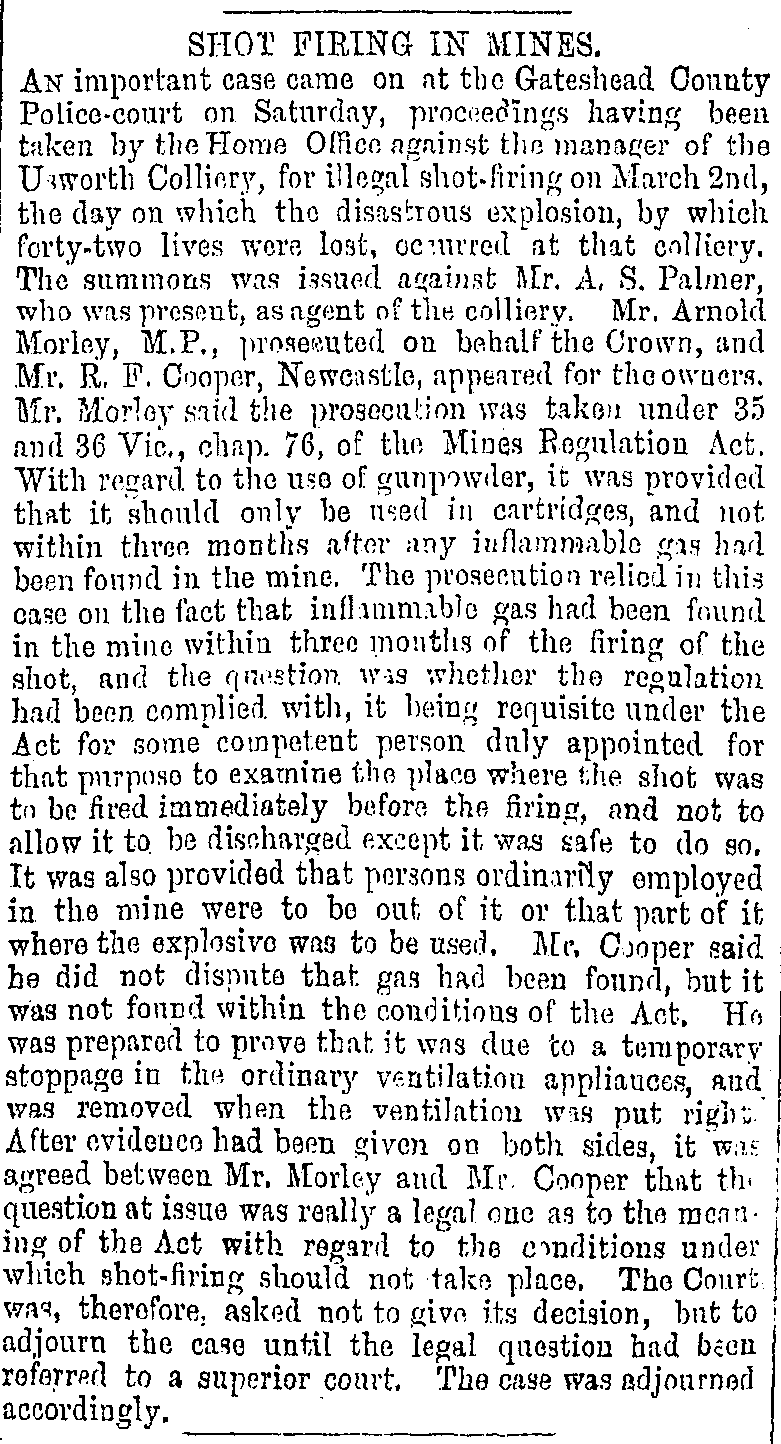 SHOT FIRING IN MINES.
AN important case came on at the Gateshead County
Police-court on Saturday, proceedings having been
taken by the Home Office against the manager of the
Usworth Colliery, for illegal shot-firing on March 2nd,
the day on which the disastrous explosion, by which
forty-two lives were lost, occurred at that colliery.
The summons was issued against Mr. A. S. Palmer,
who was present, as agent of the colliery. Mr. Arnold
Morley, M.P., prosecuted on behalf the Crown, and
Mr. R. F. Cooper, Newcastle, appeared for the owners.
Mr. Morley said the prosecution was taken under 35
and 36 Vic., chap. 76, of the Mines Regulation Act.
With regard to the use of gunpowder, it was provided
that it should only be used in cartridges, and not
within three months after any inflammable gas had
been found in the mine. The prosecution relied in this
case on the fact that inflammable gas had been found
in the mine within three months of the firing of the
shot, and the question was whether the regulation
had been complied with, it being requisite under the
Act for some competent person duly appointed for
that purpose to examine the place where the shot was
to be fired immediately before the firing, and not to
allow it to be discharged except it was safe to do so.
It was also provided that persons ordinarily employed
in the mine were to be out of it or that part of it
where the explosive was to be used. Mr. Cooper said
he did not dispute that gas had been found, but it
was not found within the conditions of the Act. He
was prepared to prove that it was due to a temporary
stoppage in the ordinary ventilation appliances, and
was removed when the ventilation was put right.
After evidence had been given on both sides, it was
agreed between Mr. Morley and Mr. Cooper that the
question at issue was really a legal one as to the mean-
ing of the Act with regard to the conditions under
which shot-firing should not take place. The Court
was, therefore, asked not to give its decision, but to
adjourn the case until the legal question had been
referred to a superior court. The case was adjourned
accordingly.